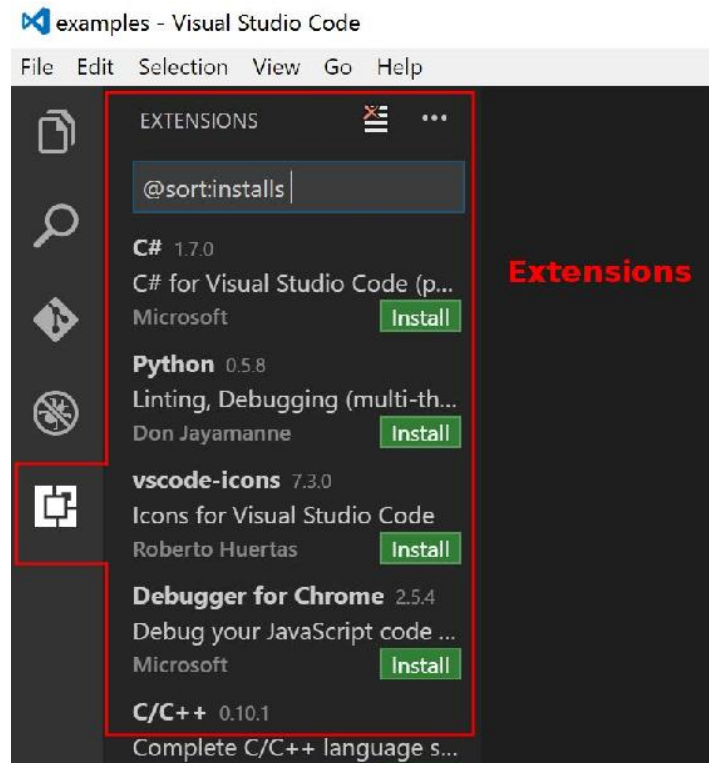 examples - Visual Studio Code
File Edit Selection View Go Help
EXTENSIONS
@sort:installs
C# 1.7.0
C# for Visual Studio Code (p...
Microsoft Install
Python 0.5.8
Linting, Debugging (multi-th...
Don Jayamanne Install
vscode-icons 7.3.0
Icons for Visual Studio Code
Roberto Huertas Install
Debugger for Chrome 2.5.4
Debug your JavaScript code ...
Microsoft Install
C/C++ 0.10.1
Complete C/C++ language s...
Extensions